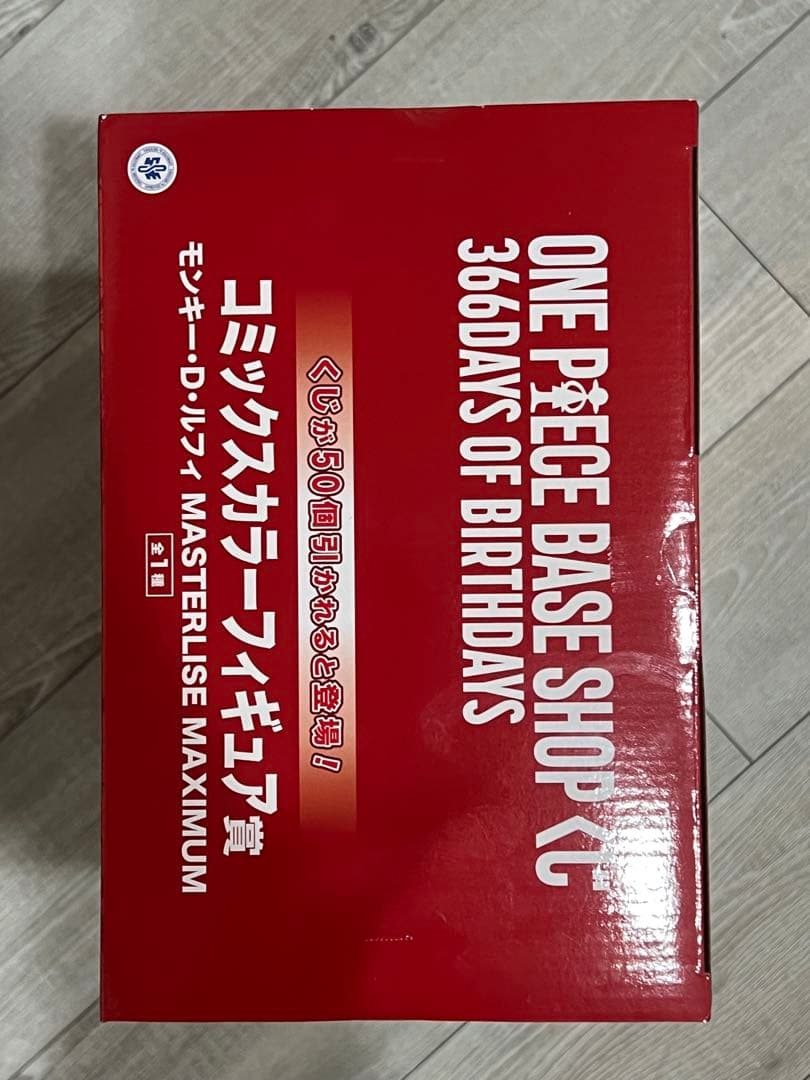 ONE PIECE BASE SHOP くじ
366DAYS OF BIRTHDAYS
くじが50個引かれると登場!
コミックスカラーフィギュア賞
モンキー・D・ルフィ MASTERLISE MAXIMUM
全1種